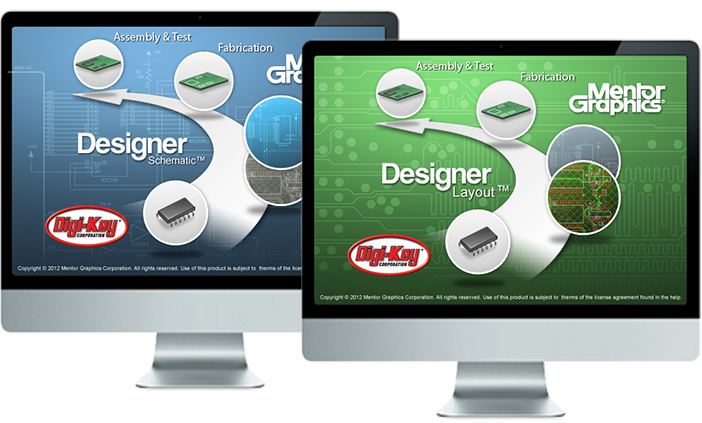 Assembly & Test
Fabrication
Mentor
Graphics
Designer
Schematic™
Digi-Key®
CORPORATION
Copyright © 2012 Mentor Graphics Corporation. All rights reserved. Use of this product is subject to therms of the licens
Assembly & Test
Fabrication
Mentor
Graphics®
Designer
Layout™
Digi-Key®
CORPORATION
Copyright © 2012 Mentor Graphics Corporation. All rights reserved. Use of this product is subject to therms of the license agreement found in the help.